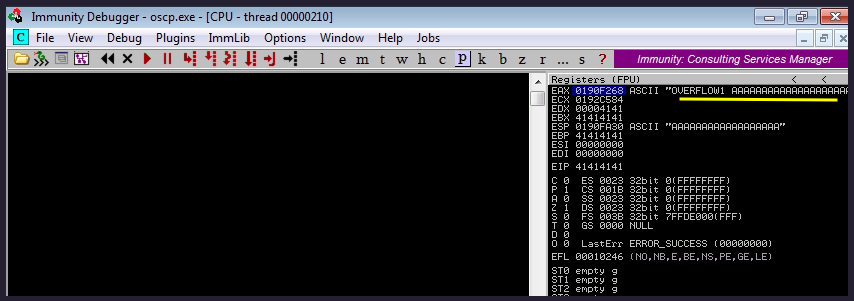 Immunity Debugger - oscp.exe - [CPU - thread 00000210]
C File View Debug Plugins ImmLib Options Window Help Jobs
l e m t w h c p k b z r ... s ? Immunity: Consulting Services Manager
Registers (FPU) < <
EAX 0190F268 ASCII "OVERFLOW1 AAAAAAAAAAAAAAAAAAA
ECX 0192C584
EDX 00004141
EBX 41414141
ESP 0190FA30 ASCII "AAAAAAAAAAAAAAAAAA"
EBP 41414141
ESI 00000000
EDI 00000000
EIP 41414141
C 0 ES 0023 32bit 0(FFFFFFFF)
P 1 CS 001B 32bit 0(FFFFFFFF)
A 0 SS 0023 32bit 0(FFFFFFFF)
Z 1 DS 0023 32bit 0(FFFFFFFF)
S 0 FS 003B 32bit 7FFDE000(FFF)
T 0 GS 0000 NULL
D 0
O 0 LastErr ERROR_SUCCESS (00000000)
EFL 00010246 (NO,NB,E,BE,NS,PE,GE,LE)
ST0 empty g
ST1 empty g
ST2 empty g